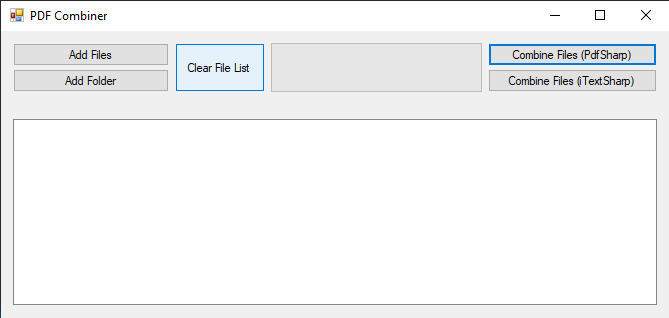 PDF Combiner
Add Files
Add Folder
Clear File List
Combine Files (PdfSharp)
Combine Files (iTextSharp)